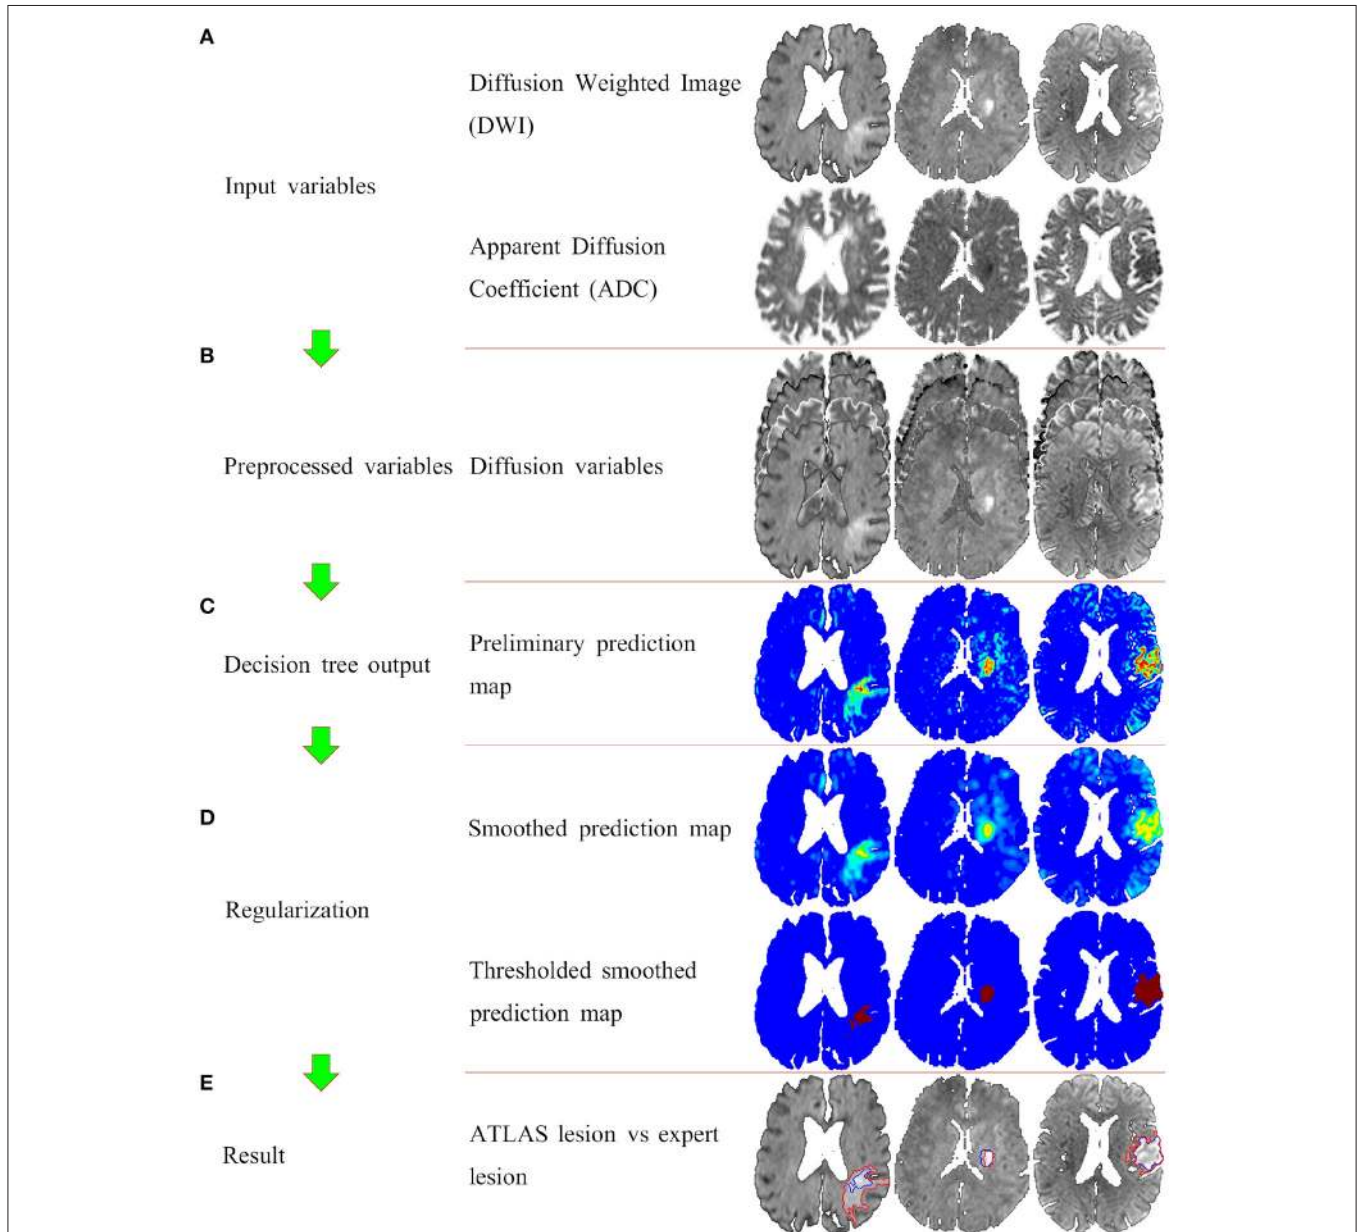 A
Diffusion Weighted Image
(DWI)
Input variables
Apparent Diffusion
Coefficient (ADC)
B
Preprocessed variables
Diffusion variables
C
Decision tree output
Preliminary prediction
map
D
Smoothed prediction map
Regularization
Thresholded smoothed
prediction map
E
Result
ATLAS lesion vs expert
lesion